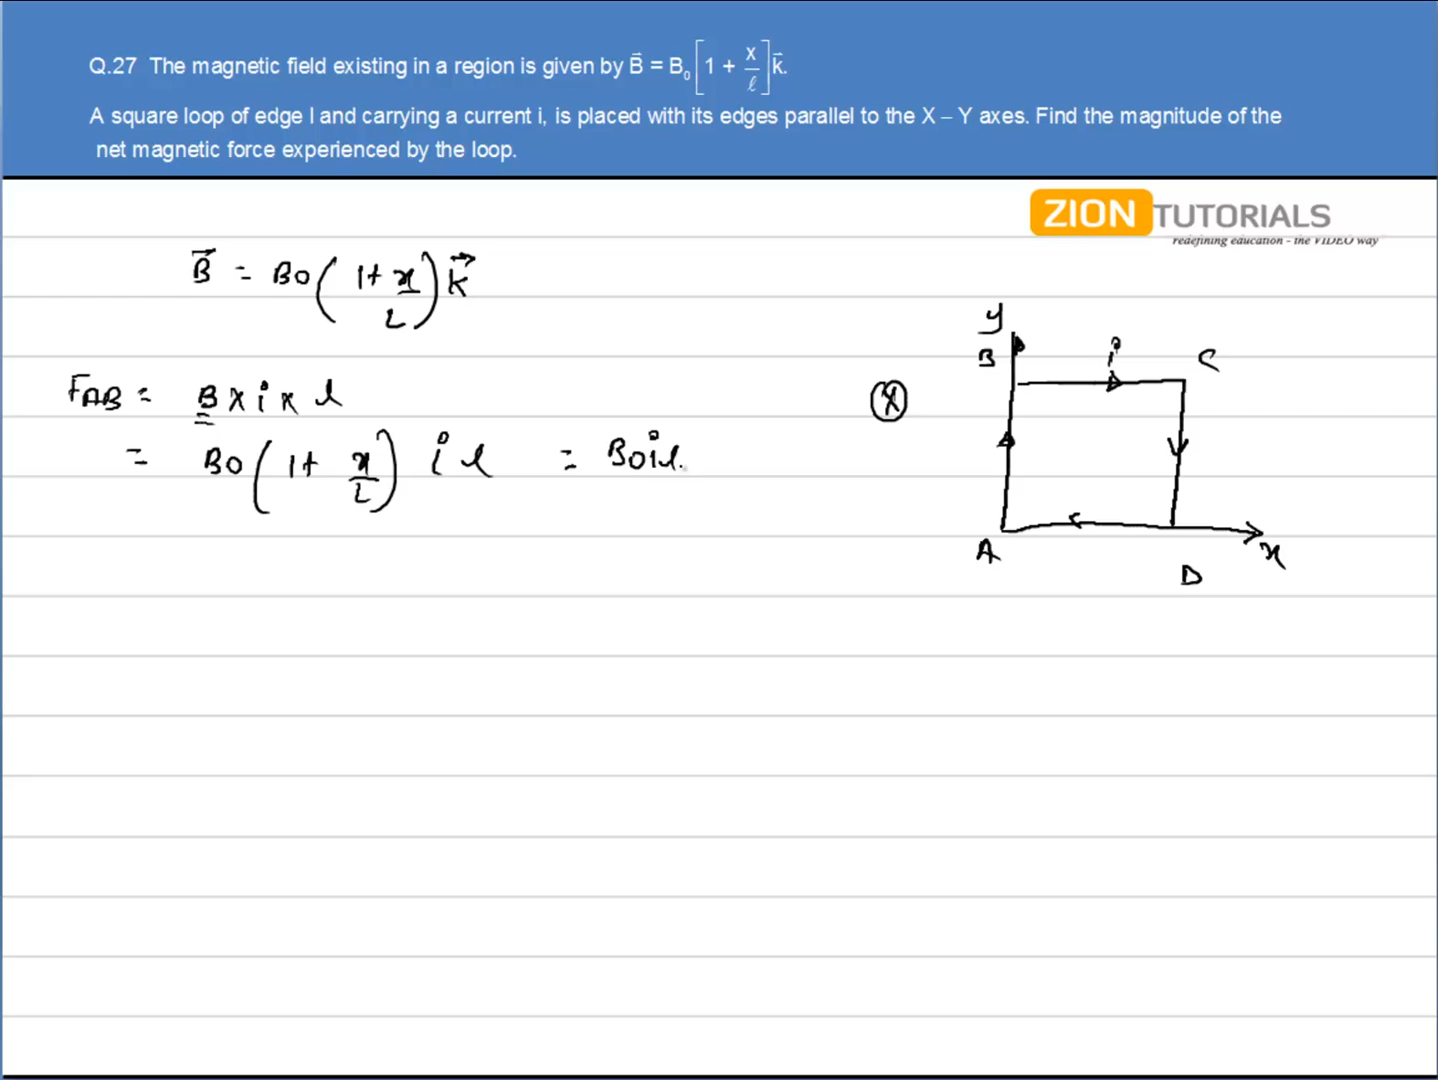 Q.27 The magnetic field existing in a region is given by B⃗ = B₀[1 + x/ℓ]k⃗.
A square loop of edge l and carrying a current i, is placed with its edges parallel to the X – Y axes. Find the magnitude of the
net magnetic force experienced by the loop.
ZION TUTORIALS
redefining education - the VIDEO way
B⃗ = B0(1+x/L)k⃗
y
B i C
FAB = B x i x l
X
= B0(1+x/L) i l = B0il.
A x
D